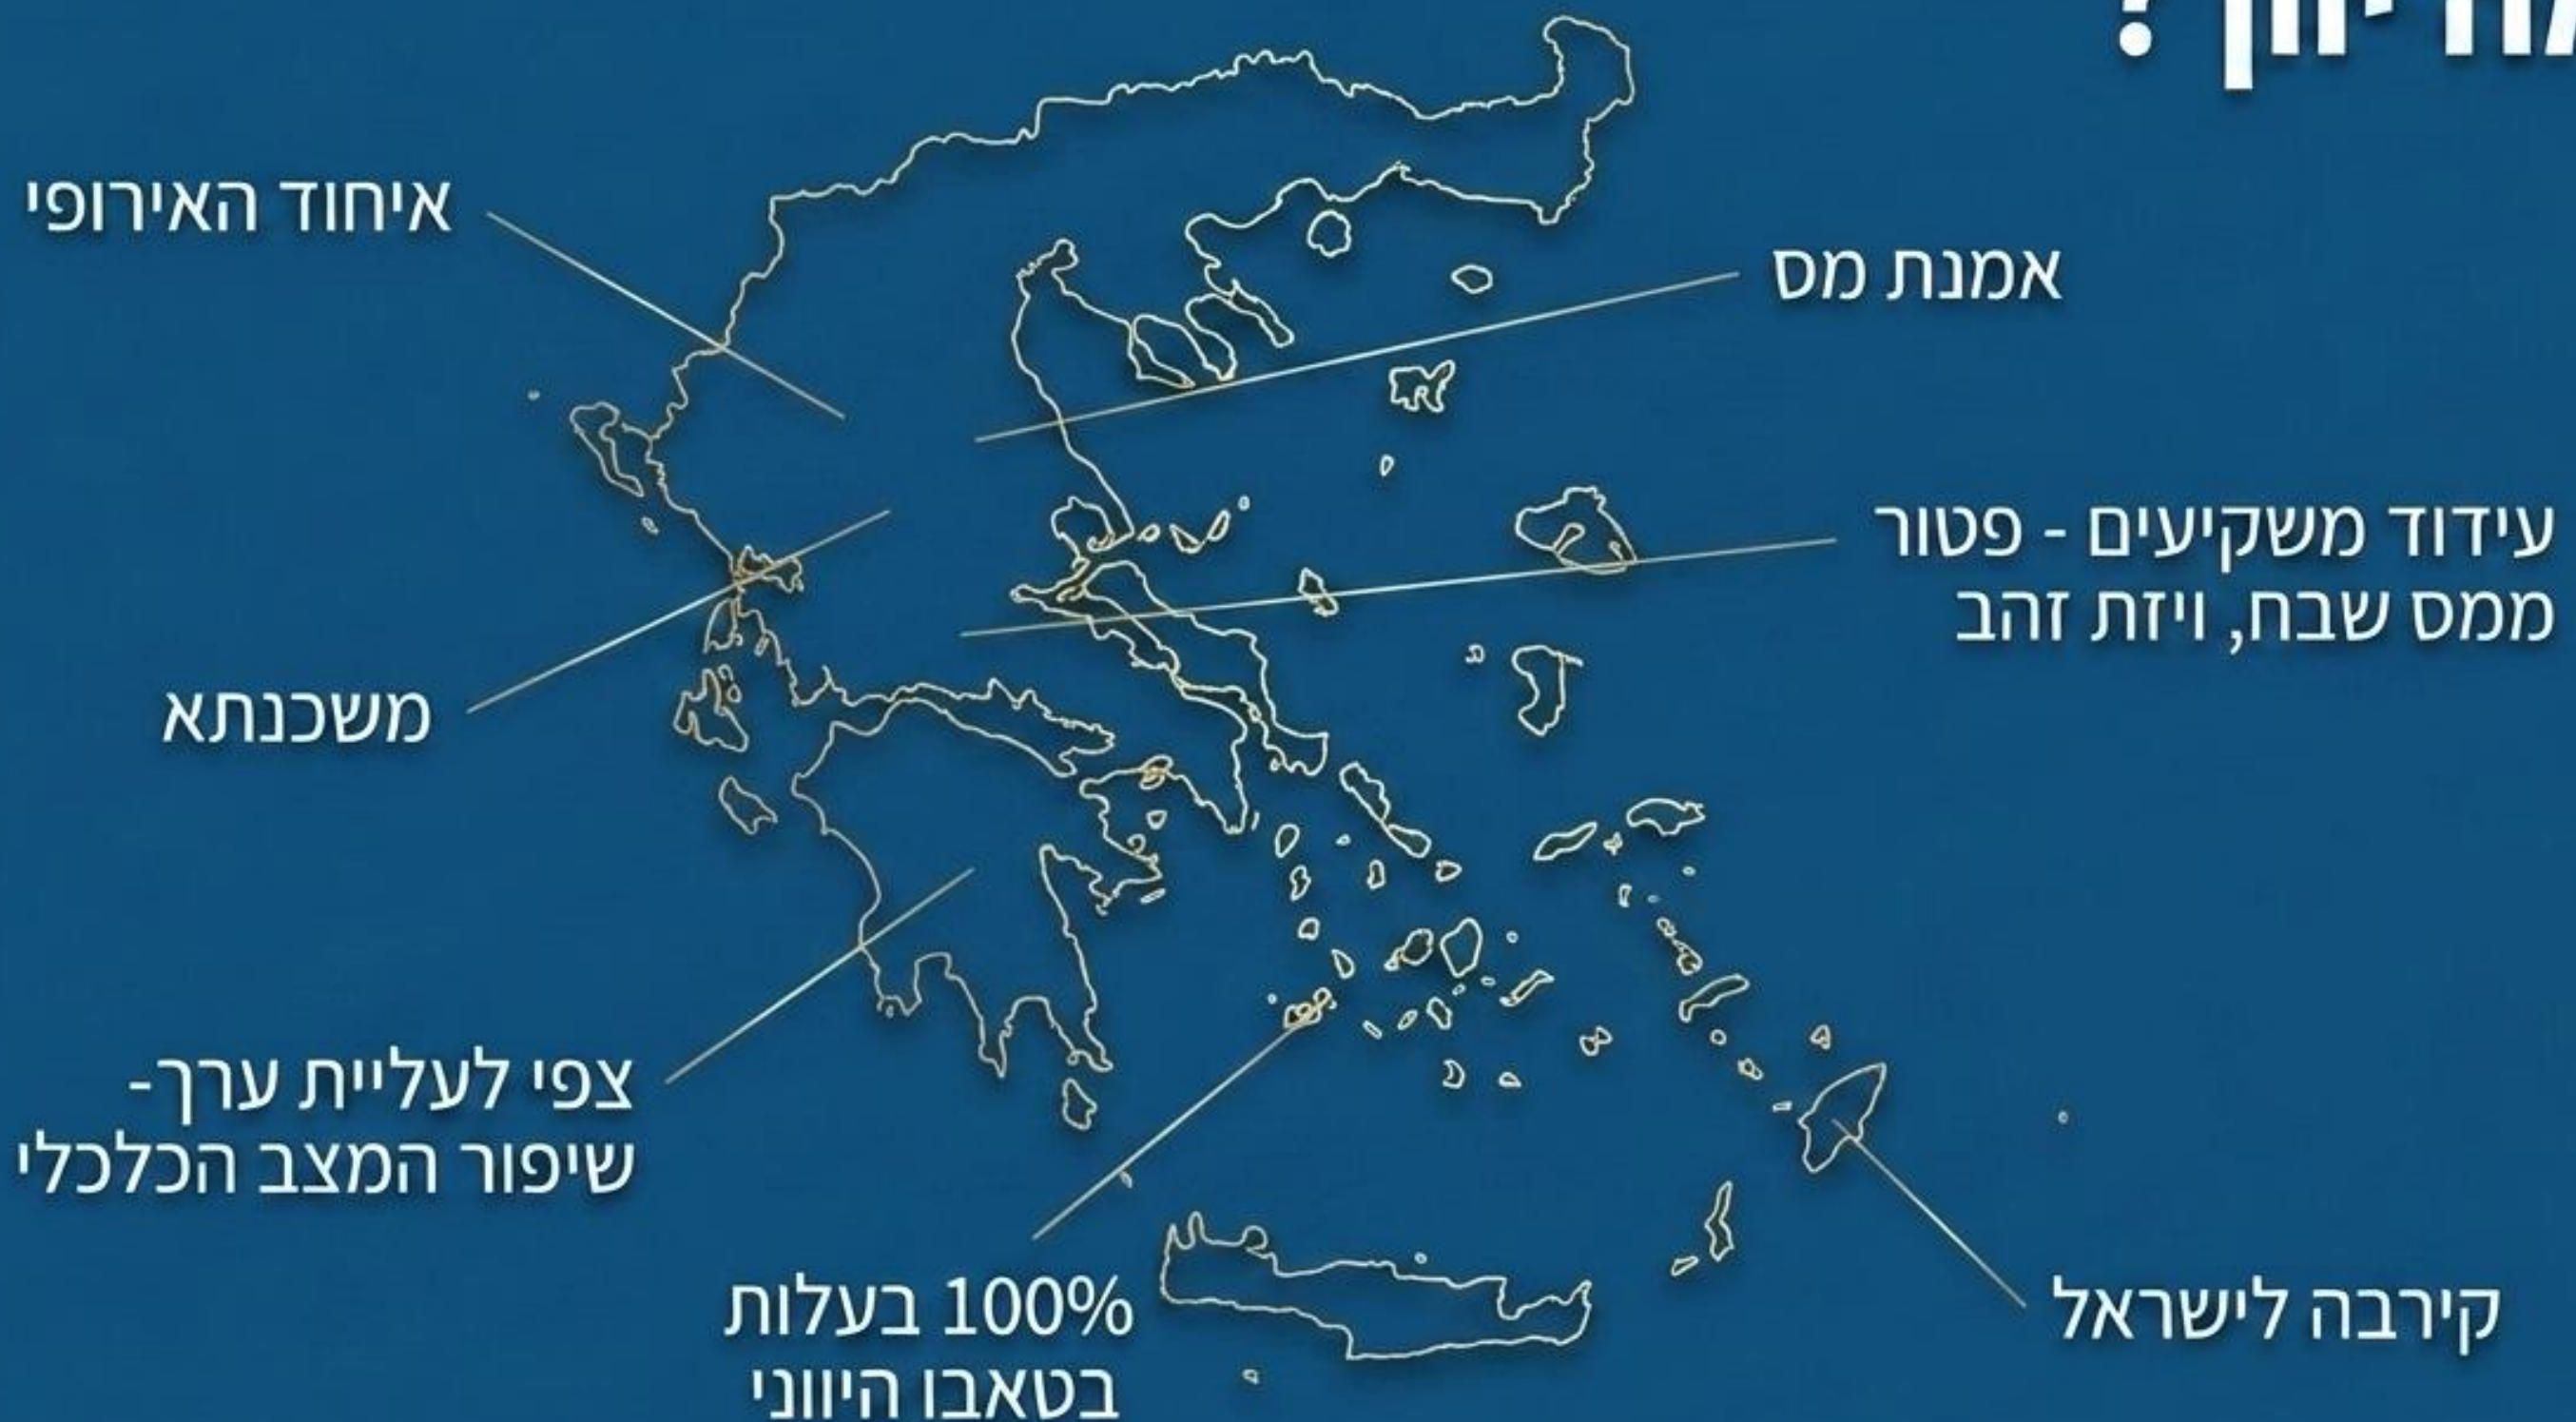 יוון?
איחוד האירופי
אמנת מס
עידוד משקיעים - פטור
ממס שבח, ויזת זהב
משכנתא
צפי לעליית ערך-
שיפור המצב הכלכלי
100% בעלות
בטאבו היווני
קירבה לישראל